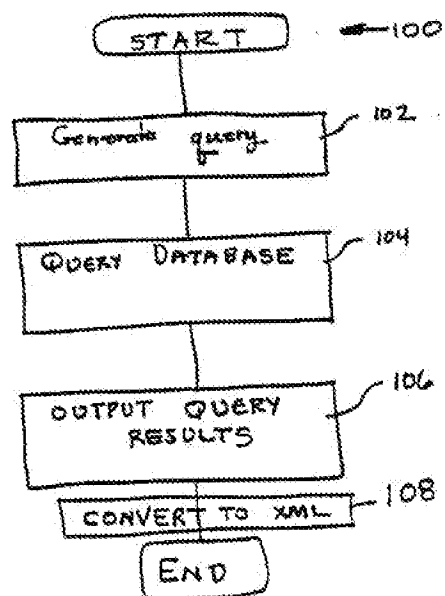 START
100
Generate query
102
QUERY DATABASE
104
OUTPUT QUERY
RESULTS
106
CONVERT TO XML
108
END